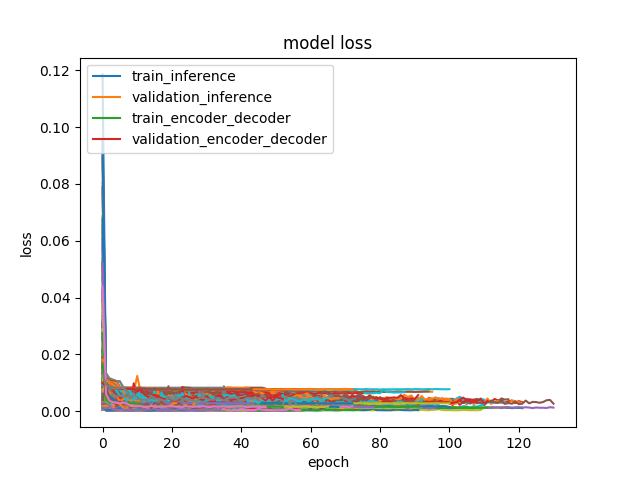 model loss
train_inference
validation_inference
train_encoder_decoder
validation_encoder_decoder
0.12
0.10
0.08
0.06
0.04
0.02
0.00
loss
0 20 40 60 80 100 120
epoch